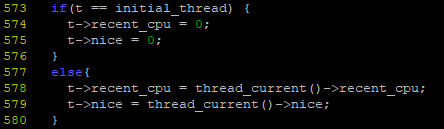 573 if(t == initial_thread) {
574 t->recent_cpu = 0;
575 t->nice = 0;
576 }
577 else{
578 t->recent_cpu = thread_current()->recent_cpu;
579 t->nice = thread_current()->nice;
580 }